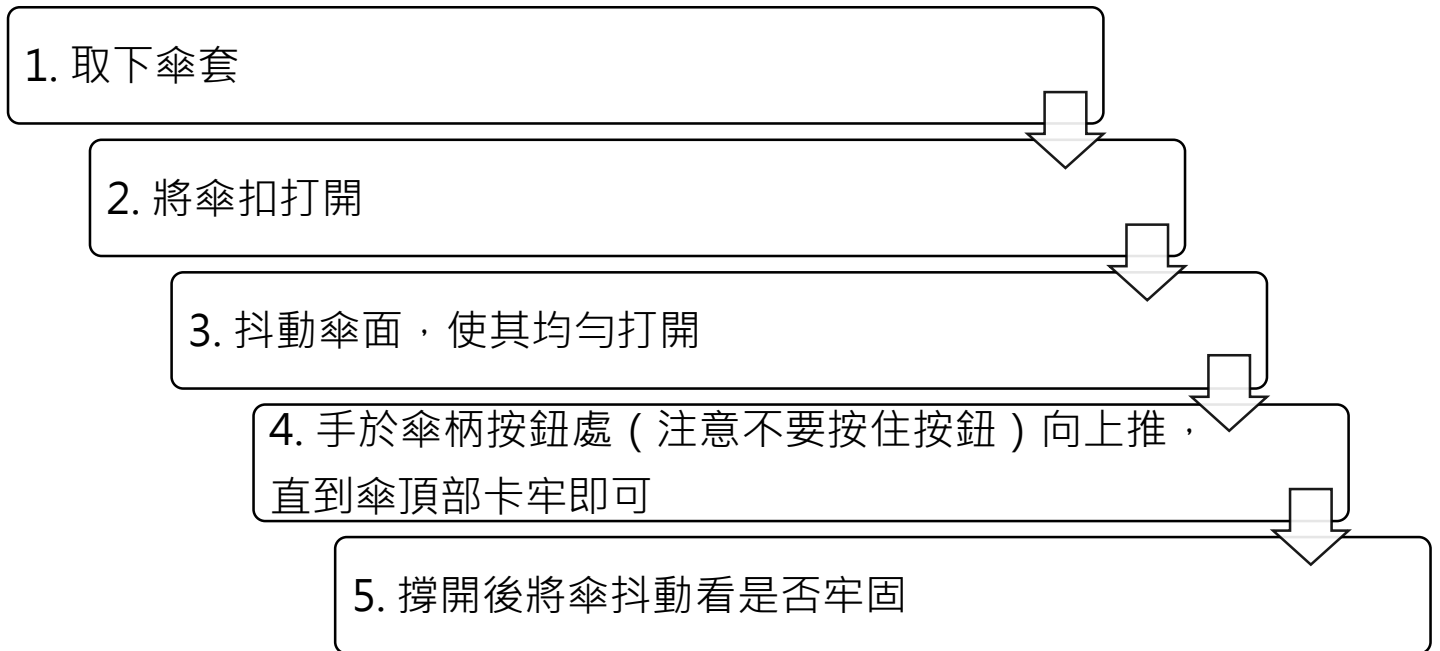 1. 取下傘套
2. 將傘扣打開
3. 抖動傘面，使其均勻打開
4. 手於傘柄按鈕處（注意不要按住按鈕）向上推，
直到傘頂部卡牢即可
5. 撐開後將傘抖動看是否牢固